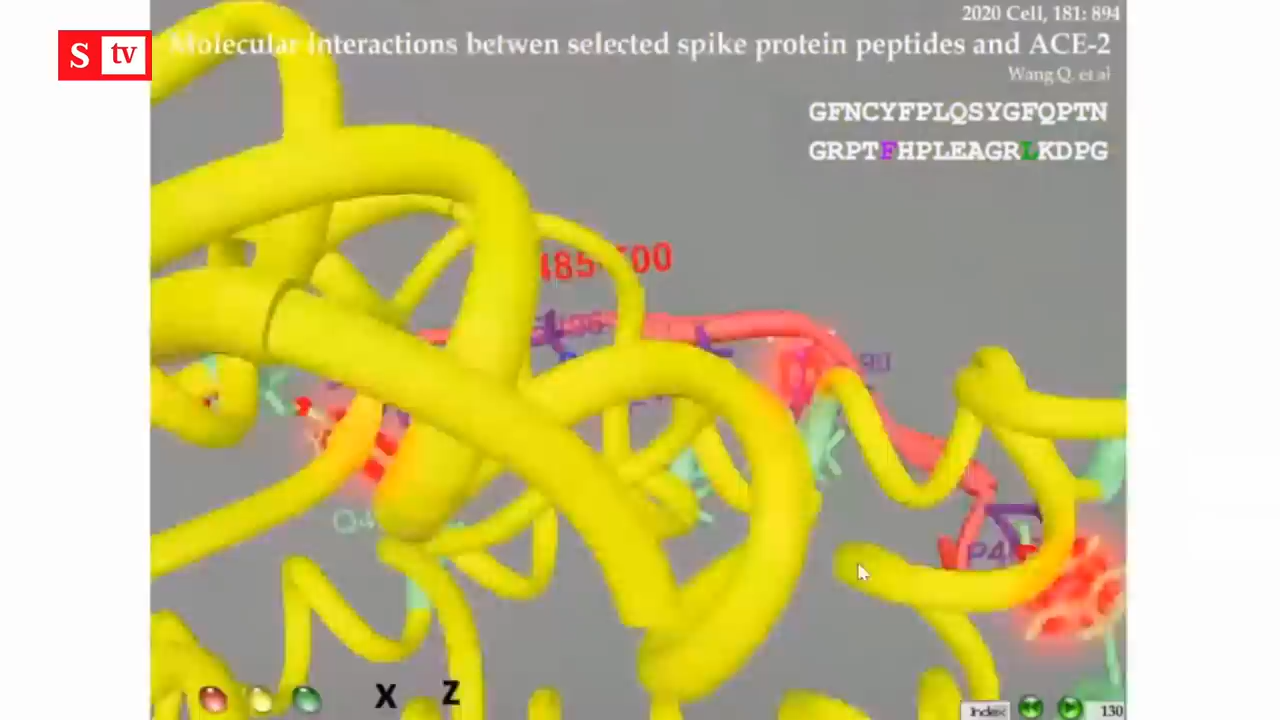 S tv
2020 Cell, 181: 894
Molecular interactions betwen selected spike protein peptides and ACE-2
Wang Q. et al
GFNCYFPLQSYGFQPTN
GRPTFHPLEAGRLKDPG
X Z
Index
130